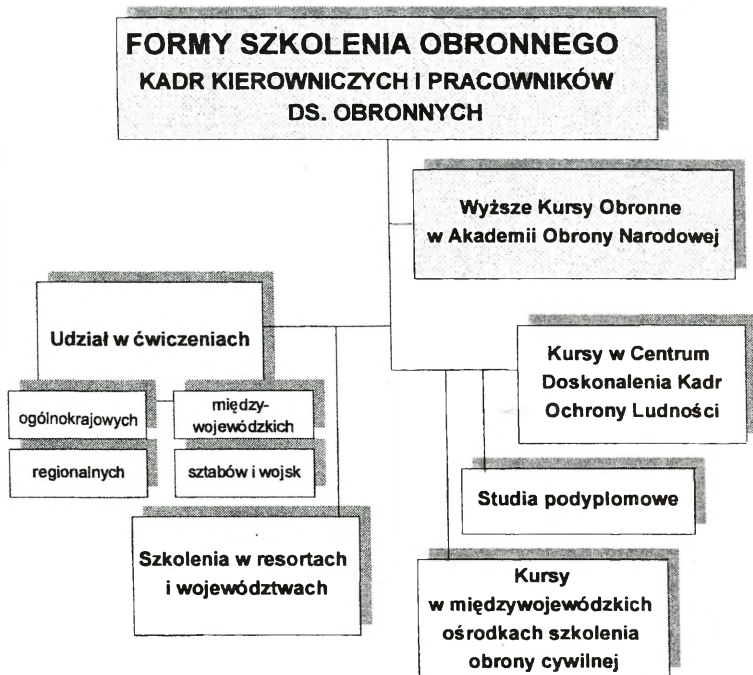 FORMY SZKOLENIA OBRONNEGO
KADR KIEROWNICZYCH I PRACOWNIKÓW
DS. OBRONNYCH
Wyższe Kursy Obronne
w Akademii Obrony Narodowej
Udział w ćwiczeniach
ogólnokrajowych
między-
wojewódzkich
regionalnych
sztabów i wojsk
Kursy w Centrum
Doskonalenia Kadr
Ochrony Ludności
Studia podyplomowe
Szkolenia w resortach
i województwach
Kursy
w międzywojewódzkich
ośrodkach szkolenia
obrony cywilnej